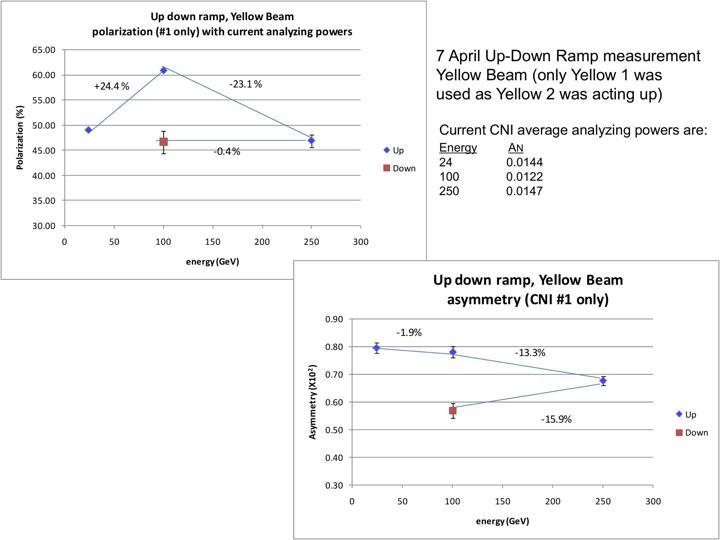 Up down ramp, Yellow Beam
polarization (#1 only) with current analyzing powers
65.00
60.00
55.00
50.00
45.00
40.00
35.00
30.00
Polarization (%)
+24.4 %
-23.1 %
-0.4%
Up
Down
0 50 100 150 200 250 300
energy (GeV)
7 April Up-Down Ramp measurement
Yellow Beam (only Yellow 1 was
used as Yellow 2 was acting up)
Current CNI average analyzing powers are:
Energy AN
24 0.0144
100 0.0122
250 0.0147
Up down ramp, Yellow Beam
asymmetry (CNI #1 only)
0.90
0.80
0.70
0.60
0.50
0.40
0.30
Asymmetry (X10²)
-1.9%
-13.3%
-15.9%
Up
Down
0 50 100 150 200 250 300
energy (GeV)